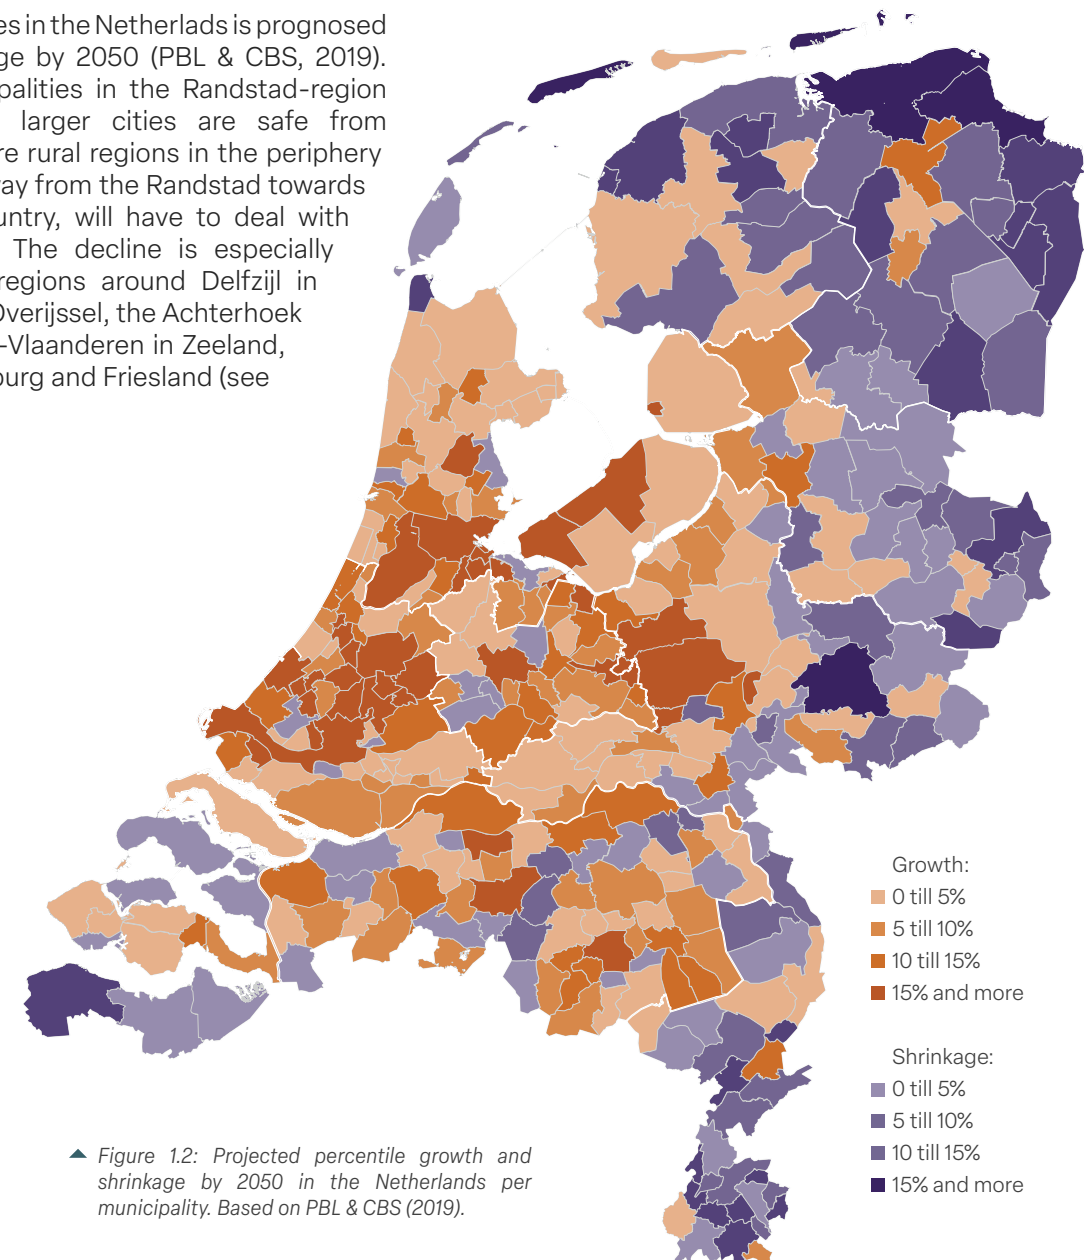 es in the Netherlads is prognosed
ge by 2050 (PBL & CBS, 2019).
palities in the Randstad-region
larger cities are safe from
re rural regions in the periphery
ay from the Randstad towards
untry, will have to deal with
The decline is especially
regions around Delfzijl in
Overijssel, the Achterhoek
-Vlaanderen in Zeeland,
burg and Friesland (see
Growth:
0 till 5%
5 till 10%
10 till 15%
15% and more
Shrinkage:
0 till 5%
5 till 10%
10 till 15%
15% and more
Figure 1.2: Projected percentile growth and
shrinkage by 2050 in the Netherlands per
municipality. Based on PBL & CBS (2019).